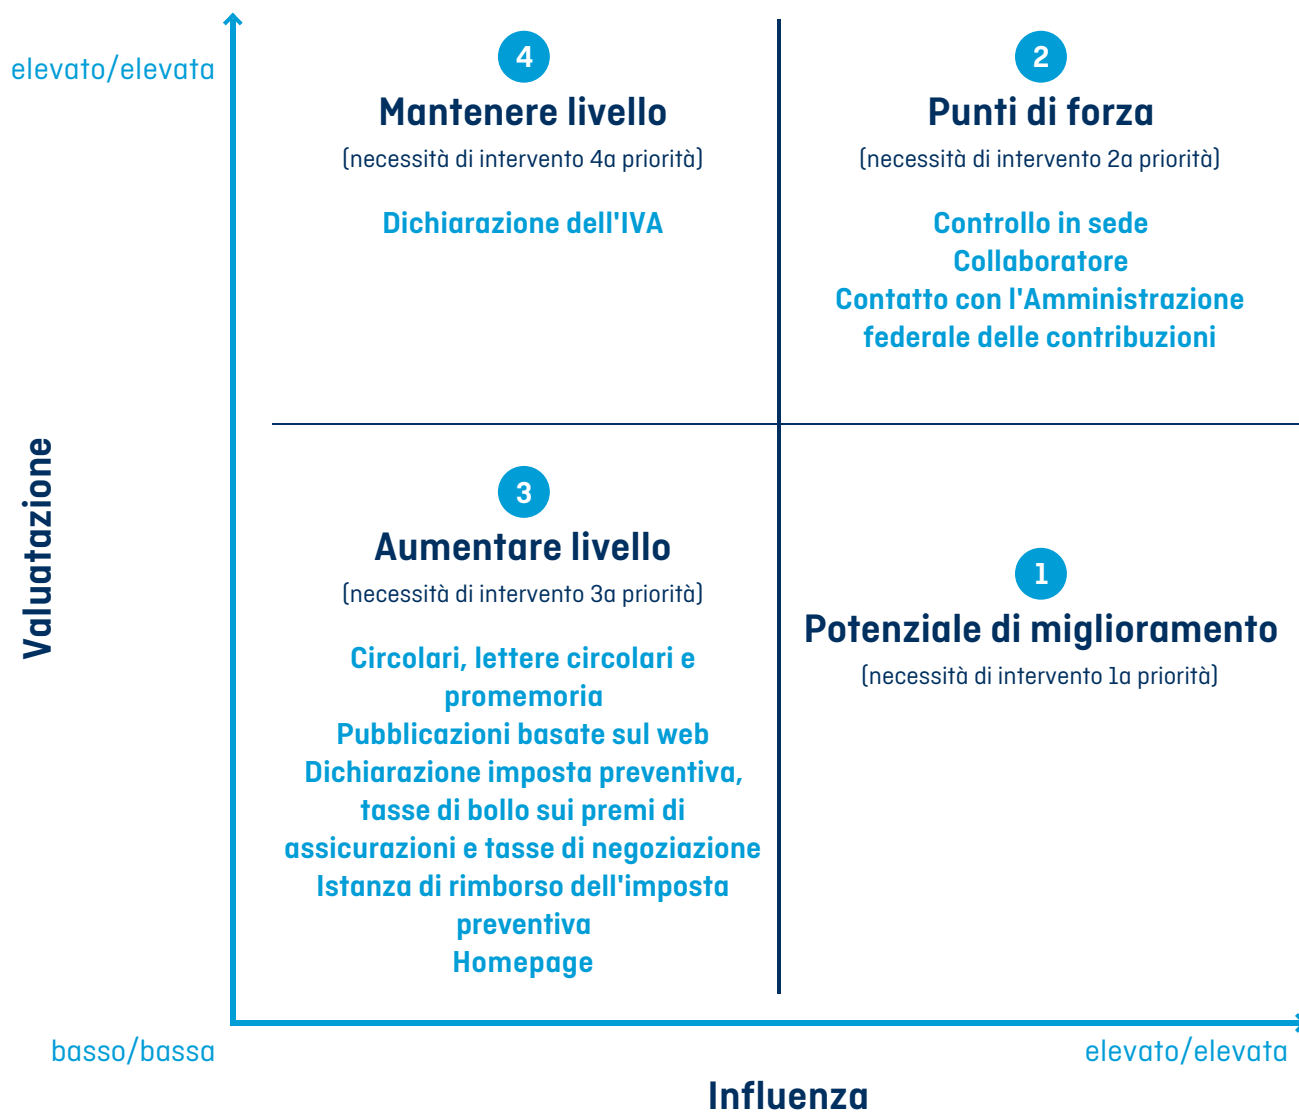 elevato/elevata
4
Mantenere livello
(necessità di intervento 4a priorità)
Dichiarazione dell'IVA
2
Punti di forza
(necessità di intervento 2a priorità)
Controllo in sede
Collaboratore
Contatto con l'Amministrazione
federale delle contribuzioni
Valuatazione
3
Aumentare livello
(necessità di intervento 3a priorità)
Circolari, lettere circolari e
promemoria
Pubblicazioni basate sul web
Dichiarazione imposta preventiva,
tasse di bollo sui premi di
assicurazioni e tasse di negoziazione
Istanza di rimborso dell'imposta
preventiva
Homepage
1
Potenziale di miglioramento
(necessità di intervento 1a priorità)
basso/bassa
elevato/elevata
Influenza